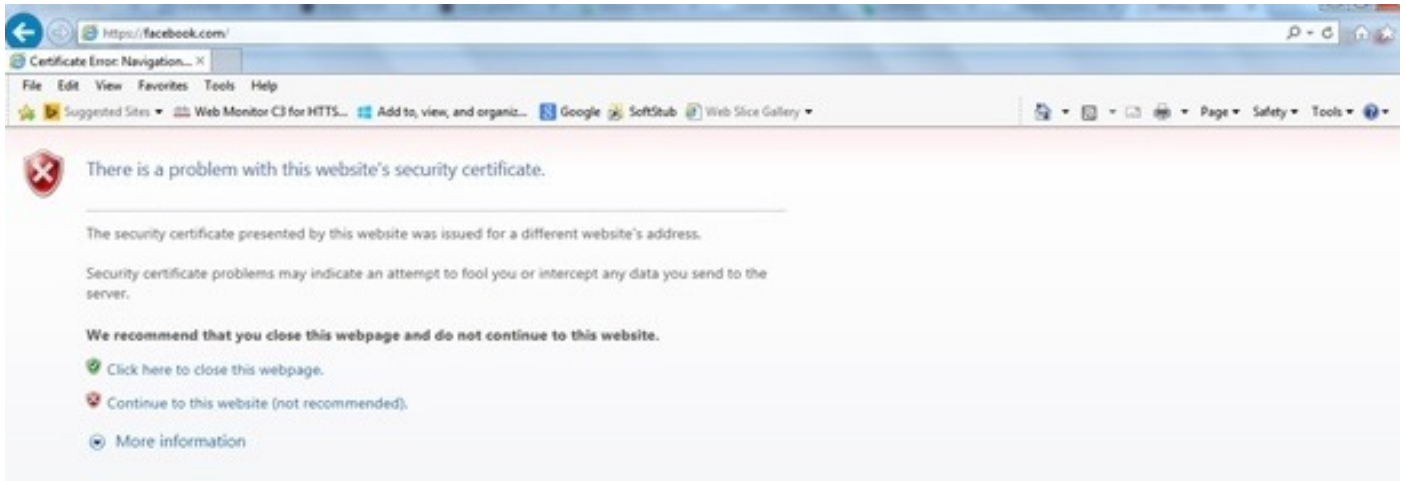 https://facebook.com/
Certificate Error: Navigation...
File Edit View Favorites Tools Help
Suggested Sites Web Monitor C3 for HTTS... Add to, view, and organiz... Google SoftStub Web Slice Gallery Page Safety Tools
There is a problem with this website's security certificate.
The security certificate presented by this website was issued for a different website's address.
Security certificate problems may indicate an attempt to fool you or intercept any data you send to the
server.
We recommend that you close this webpage and do not continue to this website.
Click here to close this webpage.
Continue to this website (not recommended).
More information